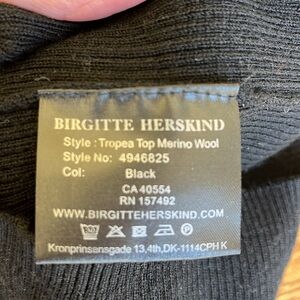 BIRGITTE HERSKIND
Style : Tropea Top Merino Wool
Style No: 4946825
Col: Black
CA 40554
RN 157492
WWW.BIRGITTEHERSKIND.COM
Kronprinsensgade 13,4th,DK-1114CPH K